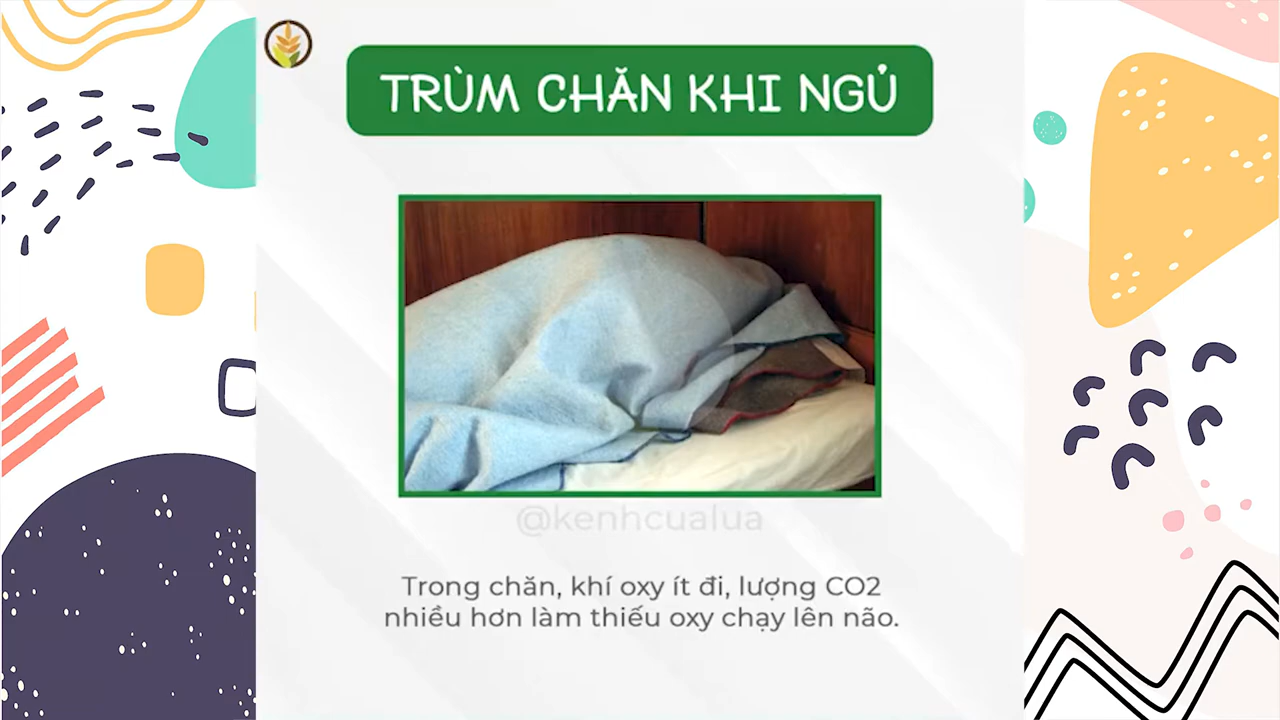 TRÙM CHĂN KHI NGỦ
@kenhcualua
Trong chăn, khí oxy ít đi, lượng CO2
nhiều hơn làm thiếu oxy chạy lên não.